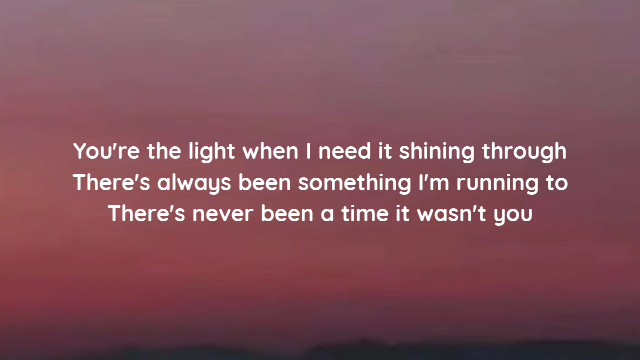 You're the light when I need it shining through
There's always been something I'm running to
There's never been a time it wasn't you